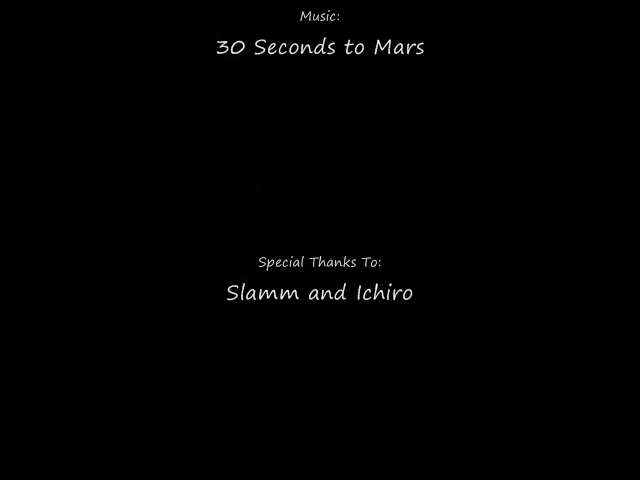 Music:
30 Seconds to Mars
Special Thanks To:
Slamm and Ichiro